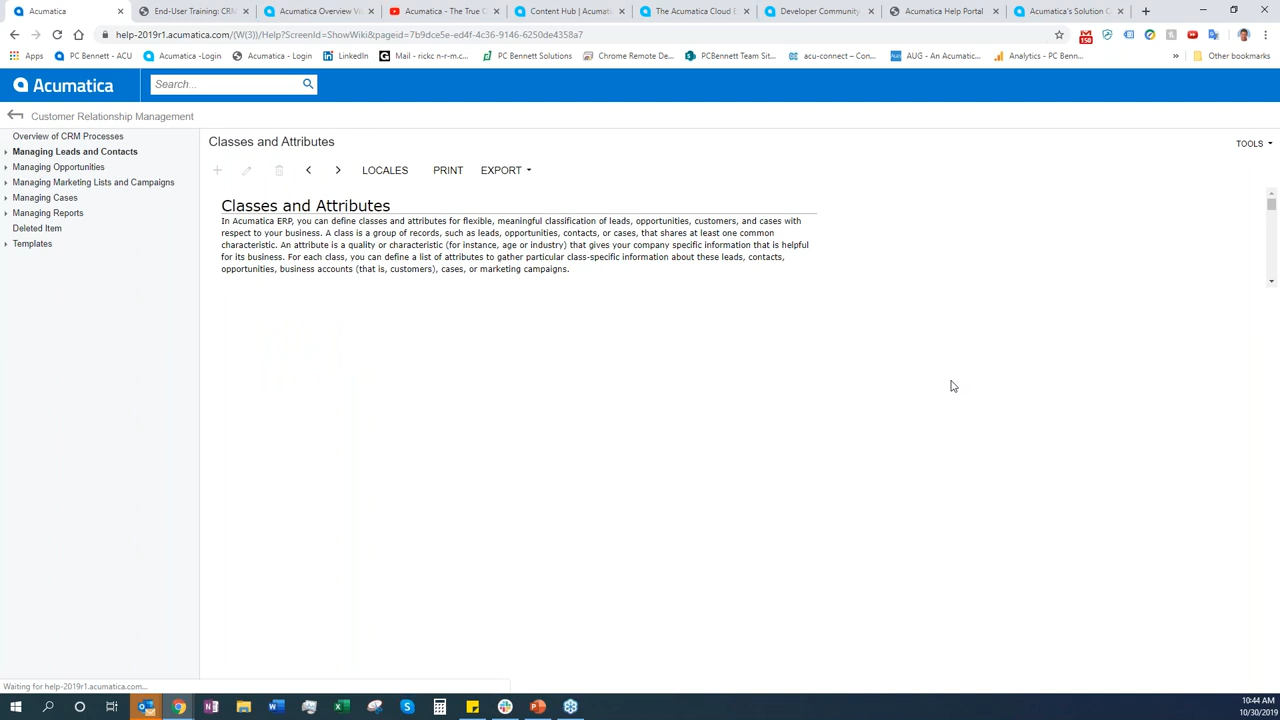 Acumatica
End-User Training: CRM
Acumatica Overview Vi
Acumatica - The True C
Content Hub | Acumati
The Acumatica Cloud E
Developer Community
Acumatica Help Portal
Acumatica's Solution C
help-2019r1.acumatica.com/(W(3))/Help?ScreenId=ShowWiki&pageid=7b9dce5e-ed4f-4c36-9146-6250de4358a7
Apps
PC Bennett - ACU
Acumatica -Login
Acumatica - Login
LinkedIn
Mail - rickc n-r-m.c...
PC Bennett Solutions
Chrome Remote De...
PCBennett Team Sit...
acu-connect – Con...
AUG - An Acumatic...
Analytics - PC Benn...
»
Other bookmarks
Acumatica
Search...
Customer Relationship Management
Overview of CRM Processes
Managing Leads and Contacts
Managing Opportunities
Managing Marketing Lists and Campaigns
Managing Cases
Managing Reports
Deleted Item
Templates
Classes and Attributes
TOOLS
LOCALES
PRINT
EXPORT
Classes and Attributes
In Acumatica ERP, you can define classes and attributes for flexible, meaningful classification of leads, opportunities, customers, and cases with
respect to your business. A class is a group of records, such as leads, opportunities, contacts, or cases, that shares at least one common
characteristic. An attribute is a quality or characteristic (for instance, age or industry) that gives your company specific information that is helpful
for its business. For each class, you can define a list of attributes to gather particular class-specific information about these leads, contacts,
opportunities, business accounts (that is, customers), cases, or marketing campaigns.
Waiting for help-2019r1.acumatica.com...
10:44 AM
10/30/2019